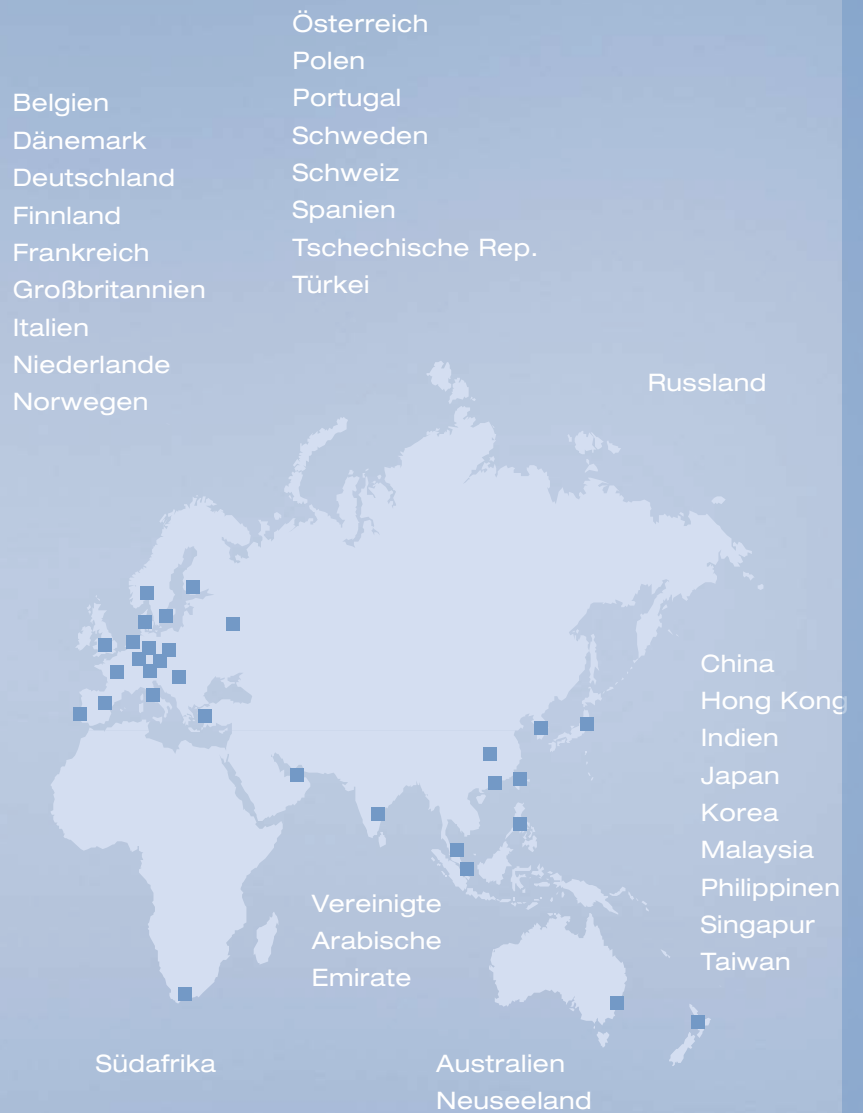 Belgien
Dänemark
Deutschland
Finnland
Frankreich
Großbritannien
Italien
Niederlande
Norwegen
Österreich
Polen
Portugal
Schweden
Schweiz
Spanien
Tschechische Rep.
Türkei
Russland
China
Hong Kong
Indien
Japan
Korea
Malaysia
Philippinen
Singapur
Taiwan
Vereinigte
Arabische
Emirate
Südafrika
Australien
Neuseeland